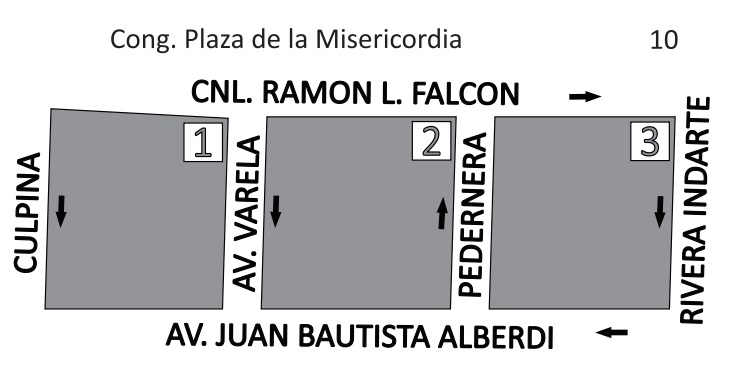 Cong. Plaza de la Misericordia 10
CNL. RAMON L. FALCON
CULPINA
1
AV. VARELA
2
PEDERNERA
3
RIVERA INDARTE
AV. JUAN BAUTISTA ALBERDI